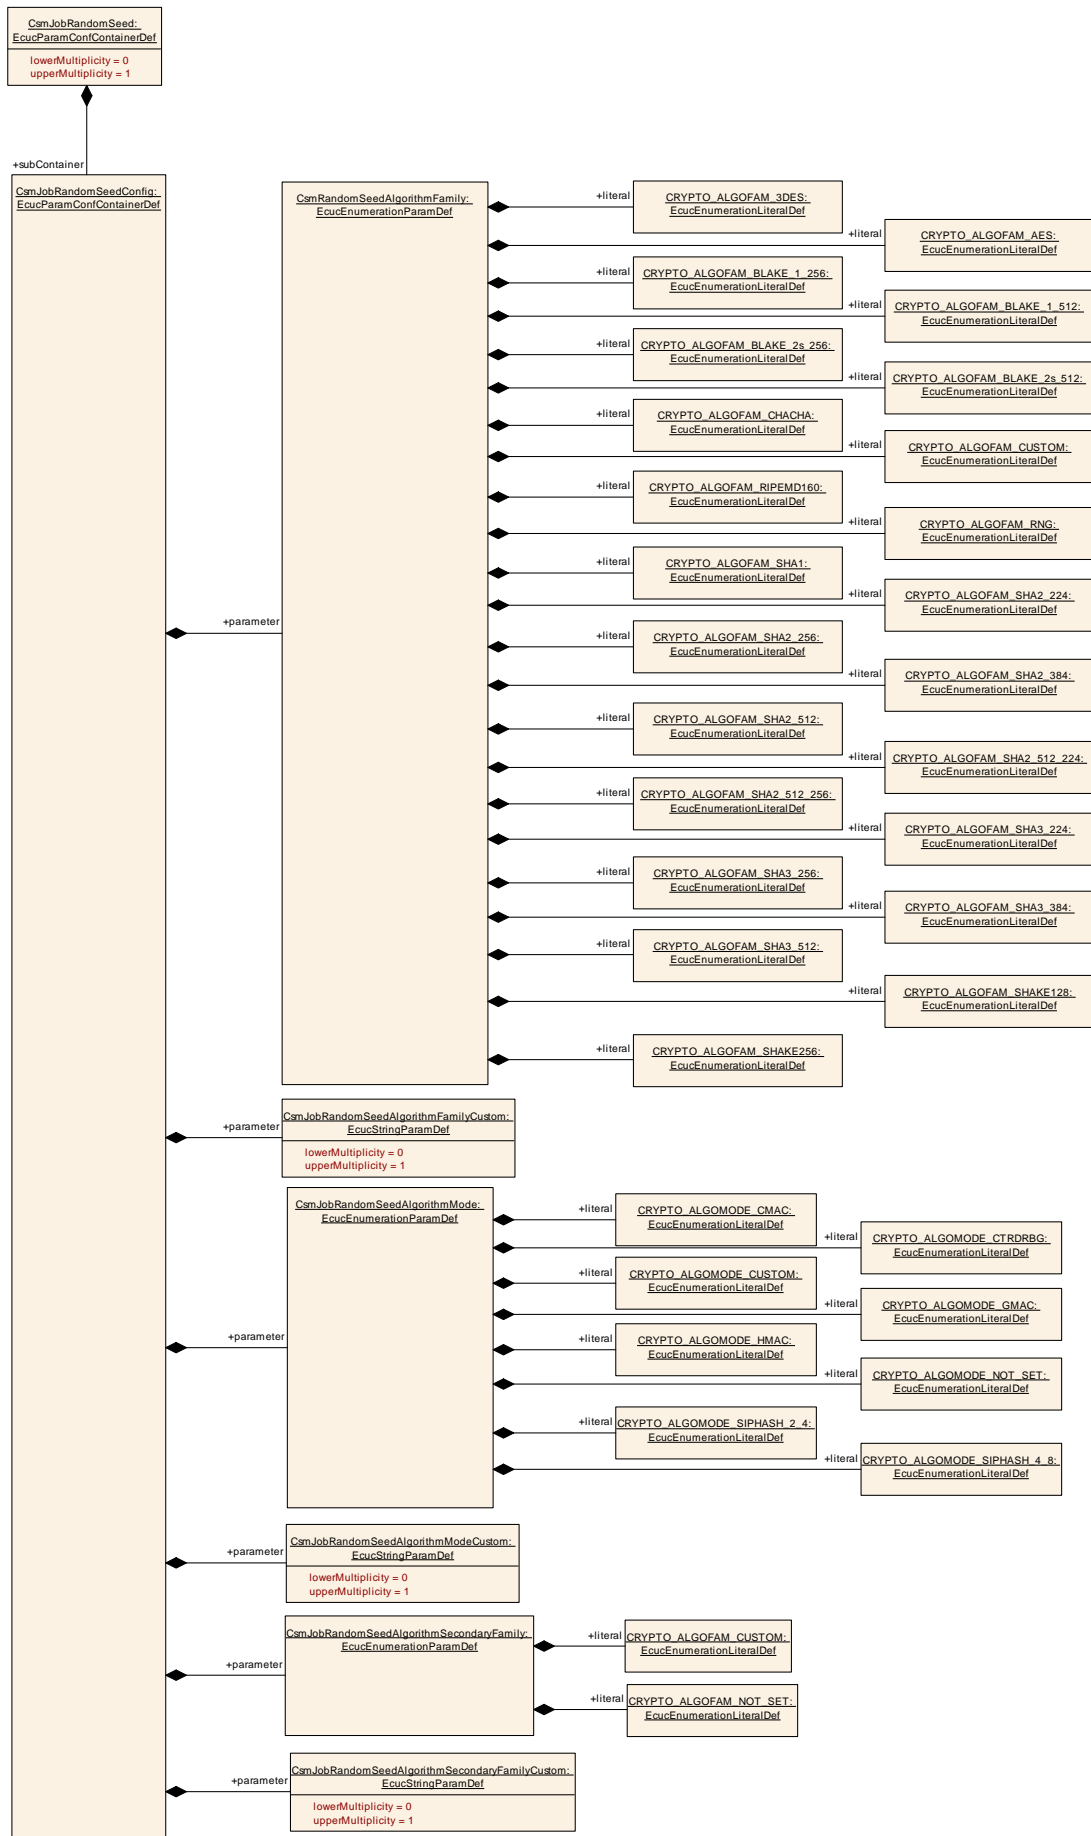 CsmJobRandomSeed:
EcucParamConfContainerDef
lowerMultiplicity = 0
upperMultiplicity = 1
+subContainer
CsmJobRandomSeedConfig:
EcucParamConfContainerDef
+parameter
CsmRandomSeedAlgorithmFamily:
EcucEnumerationParamDef
+literal
CRYPTO_ALGOFAM_3DES:
EcucEnumerationLiteralDef
+literal
CRYPTO_ALGOFAM_AES:
EcucEnumerationLiteralDef
+literal
CRYPTO_ALGOFAM_BLAKE_1_256:
EcucEnumerationLiteralDef
+literal
CRYPTO_ALGOFAM_BLAKE_1_512:
EcucEnumerationLiteralDef
+literal
CRYPTO_ALGOFAM_BLAKE_2s_256:
EcucEnumerationLiteralDef
+literal
CRYPTO_ALGOFAM_BLAKE_2s_512:
EcucEnumerationLiteralDef
+literal
CRYPTO_ALGOFAM_CHACHA:
EcucEnumerationLiteralDef
+literal
CRYPTO_ALGOFAM_CUSTOM:
EcucEnumerationLiteralDef
+literal
CRYPTO_ALGOFAM_RIPEMD160:
EcucEnumerationLiteralDef
+literal
CRYPTO_ALGOFAM_RNG:
EcucEnumerationLiteralDef
+literal
CRYPTO_ALGOFAM_SHA1:
EcucEnumerationLiteralDef
+literal
CRYPTO_ALGOFAM_SHA2_224:
EcucEnumerationLiteralDef
+literal
CRYPTO_ALGOFAM_SHA2_256:
EcucEnumerationLiteralDef
+literal
CRYPTO_ALGOFAM_SHA2_384:
EcucEnumerationLiteralDef
+literal
CRYPTO_ALGOFAM_SHA2_512:
EcucEnumerationLiteralDef
+literal
CRYPTO_ALGOFAM_SHA2_512_224:
EcucEnumerationLiteralDef
+literal
CRYPTO_ALGOFAM_SHA2_512_256:
EcucEnumerationLiteralDef
+literal
CRYPTO_ALGOFAM_SHA3_224:
EcucEnumerationLiteralDef
+literal
CRYPTO_ALGOFAM_SHA3_256:
EcucEnumerationLiteralDef
+literal
CRYPTO_ALGOFAM_SHA3_384:
EcucEnumerationLiteralDef
+literal
CRYPTO_ALGOFAM_SHA3_512:
EcucEnumerationLiteralDef
+literal
CRYPTO_ALGOFAM_SHAKE128:
EcucEnumerationLiteralDef
+literal
CRYPTO_ALGOFAM_SHAKE256:
EcucEnumerationLiteralDef
+parameter
CsmJobRandomSeedAlgorithmFamilyCustom:
EcucStringParamDef
lowerMultiplicity = 0
upperMultiplicity = 1
+parameter
CsmJobRandomSeedAlgorithmMode:
EcucEnumerationParamDef
+literal
CRYPTO_ALGOMODE_CMAC:
EcucEnumerationLiteralDef
+literal
CRYPTO_ALGOMODE_CTRDRBG:
EcucEnumerationLiteralDef
+literal
CRYPTO_ALGOMODE_CUSTOM:
EcucEnumerationLiteralDef
+literal
CRYPTO_ALGOMODE_GMAC:
EcucEnumerationLiteralDef
+literal
CRYPTO_ALGOMODE_HMAC:
EcucEnumerationLiteralDef
+literal
CRYPTO_ALGOMODE_NOT_SET:
EcucEnumerationLiteralDef
+literal
CRYPTO_ALGOMODE_SIPHASH_2_4:
EcucEnumerationLiteralDef
+literal
CRYPTO_ALGOMODE_SIPHASH_4_8:
EcucEnumerationLiteralDef
+parameter
CsmJobRandomSeedAlgorithmModeCustom:
EcucStringParamDef
lowerMultiplicity = 0
upperMultiplicity = 1
+parameter
CsmJobRandomSeedAlgorithmSecondaryFamily:
EcucEnumerationParamDef
+literal
CRYPTO_ALGOFAM_CUSTOM:
EcucEnumerationLiteralDef
+literal
CRYPTO_ALGOFAM_NOT_SET:
EcucEnumerationLiteralDef
+parameter
CsmJobRandomSeedAlgorithmSecondaryFamilyCustom:
EcucStringParamDef
lowerMultiplicity = 0
upperMultiplicity = 1